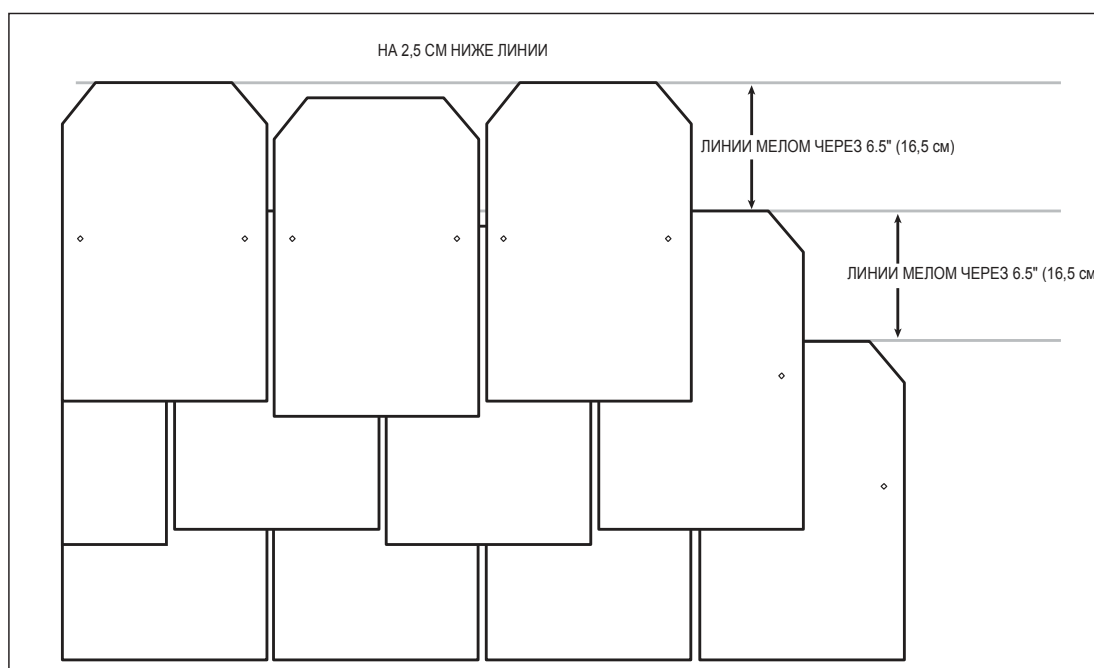 НА 2,5 СМ НИЖЕ ЛИНИИ
ЛИНИИ МЕЛОМ ЧЕРЕЗ 6.5" (16,5 см)
ЛИНИИ МЕЛОМ ЧЕРЕЗ 6.5" (16,5 см